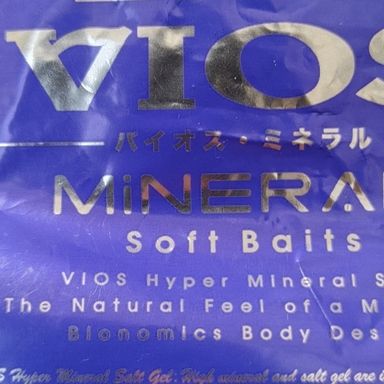 VIOS
バイオス・ミネラル
MiNERA
Soft Baits
VIOS Hyper Mineral S
The Natural Feel of a M
Bionomics Body Des
Hyper Mineral Salt Gel: High mineral and salt gel are i